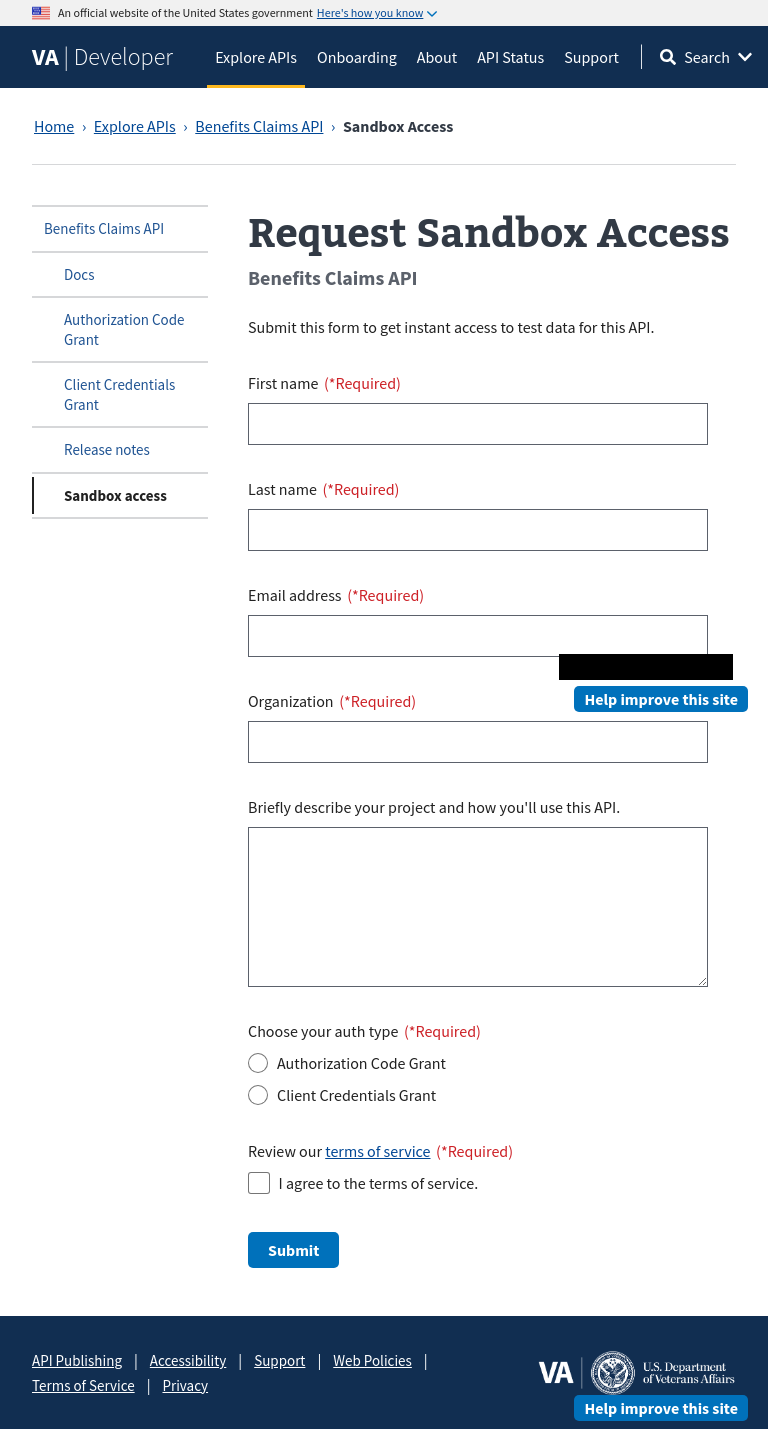 An official website of the United States government Here's how you know
VA | Developer
Explore APIs Onboarding About API Status Support Search
Home › Explore APIs › Benefits Claims API › Sandbox Access
Benefits Claims API
Docs
Authorization Code
Grant
Client Credentials
Grant
Release notes
Sandbox access
Request Sandbox Access
Benefits Claims API
Submit this form to get instant access to test data for this API.
First name (*Required)
Last name (*Required)
Email address (*Required)
Organization (*Required)
Help improve this site
Briefly describe your project and how you'll use this API.
Choose your auth type (*Required)
Authorization Code Grant
Client Credentials Grant
Review our terms of service (*Required)
I agree to the terms of service.
Submit
API Publishing | Accessibility | Support | Web Policies |
Terms of Service | Privacy
VA
U.S. Department
of Veterans Affairs
Help improve this site